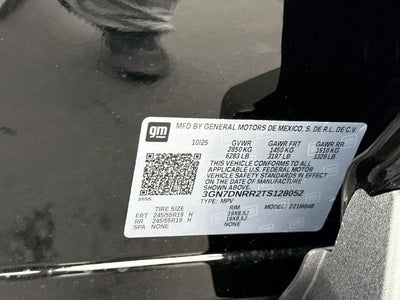 gm
MFD BY GENERAL MOTORS DE MEXICO, S. DE R.L. DE C.V.
10/25 GVWR GAWR FRT GAWR RR
2850 KG 1450 KG 1510 KG
6283 LB 3197 LB 3329 LB
THIS VEHICLE CONFORMS TO ALL
APPLICABLE U.S. FEDERAL MOTOR
VEHICLE SAFETY STANDARDS IN EFFECT
ON THE DATE OF MANUFACTURE SHOWN ABOVE.
3GN7DNRR2TS128052
TYPE: MPV MODEL:
TIRE SIZE RIM
FRT 245/55R19 H 19X8.5J
RR 245/55R19 H 19X8.5J
SPA NONE NONE